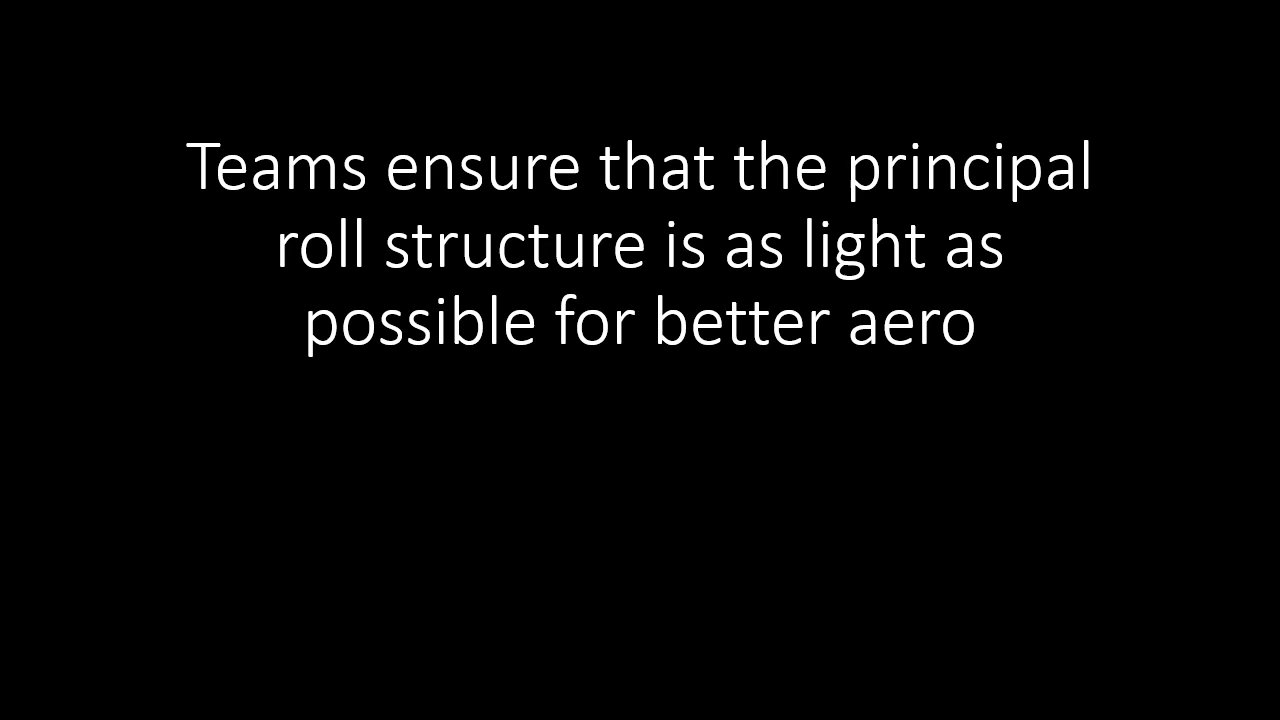 Teams ensure that the principal
roll structure is as light as
possible for better aero